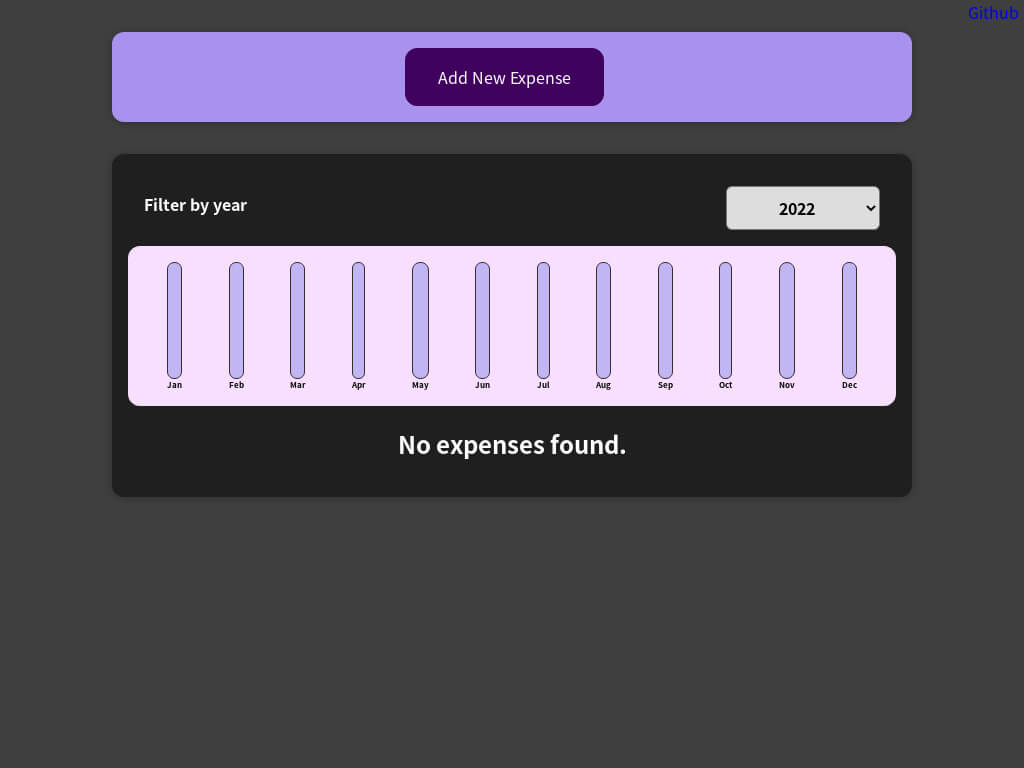 Github
Add New Expense
Filter by year
2022
Jan Feb Mar Apr May Jun Jul Aug Sep Oct Nov Dec
No expenses found.